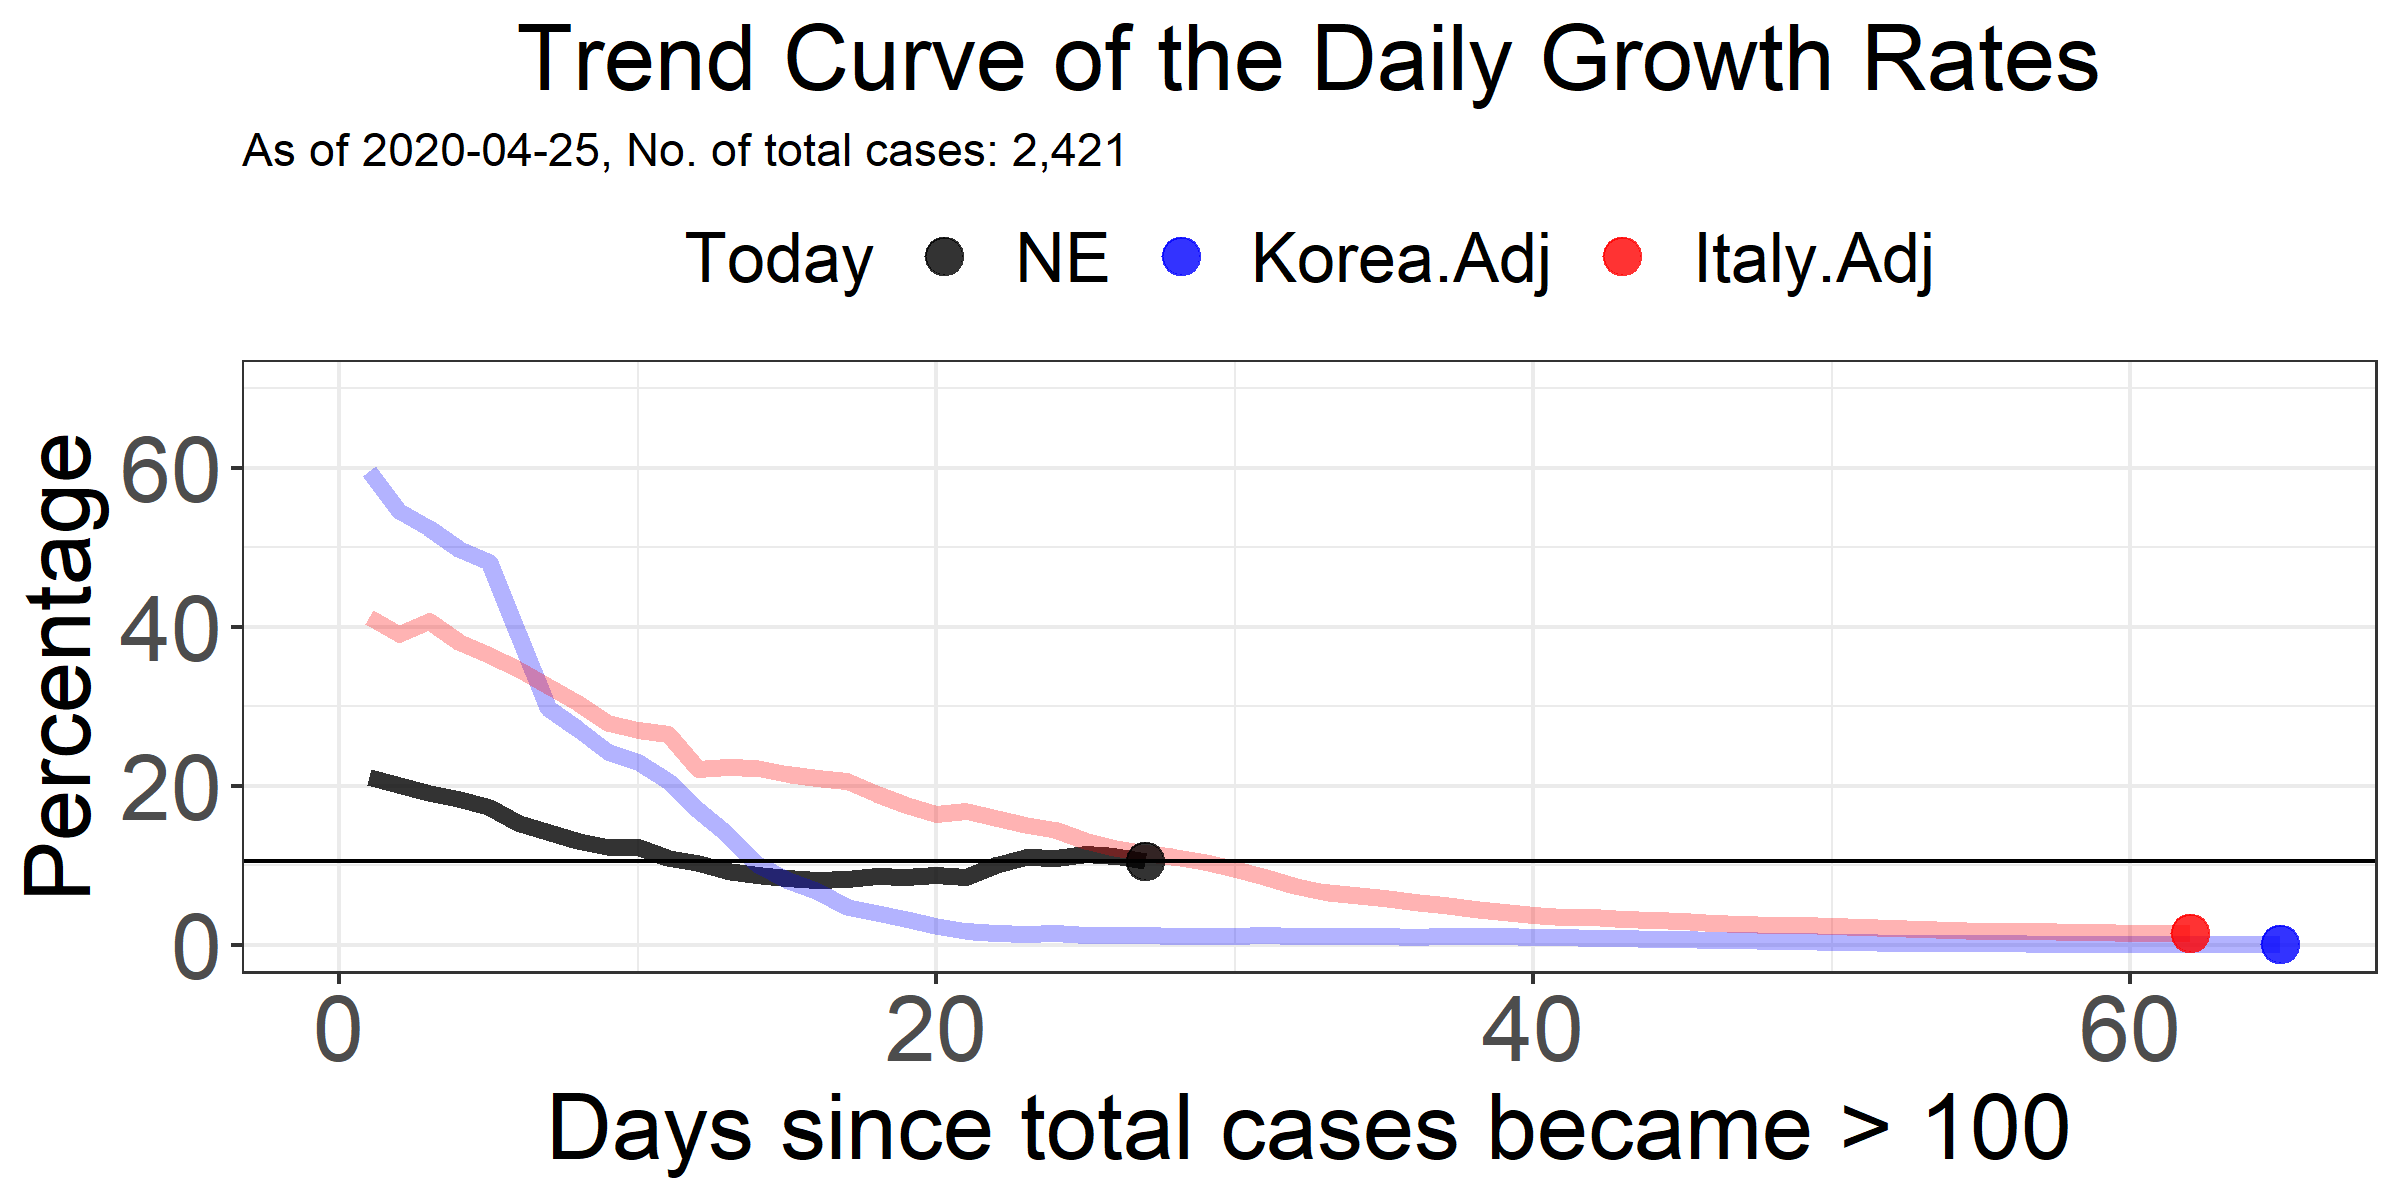 Trend Curve of the Daily Growth Rates
As of 2020-04-25, No. of total cases: 2,421
Today NE Korea.Adj Italy.Adj
Percentage
60
40
20
0
0 20 40 60
Days since total cases became > 100